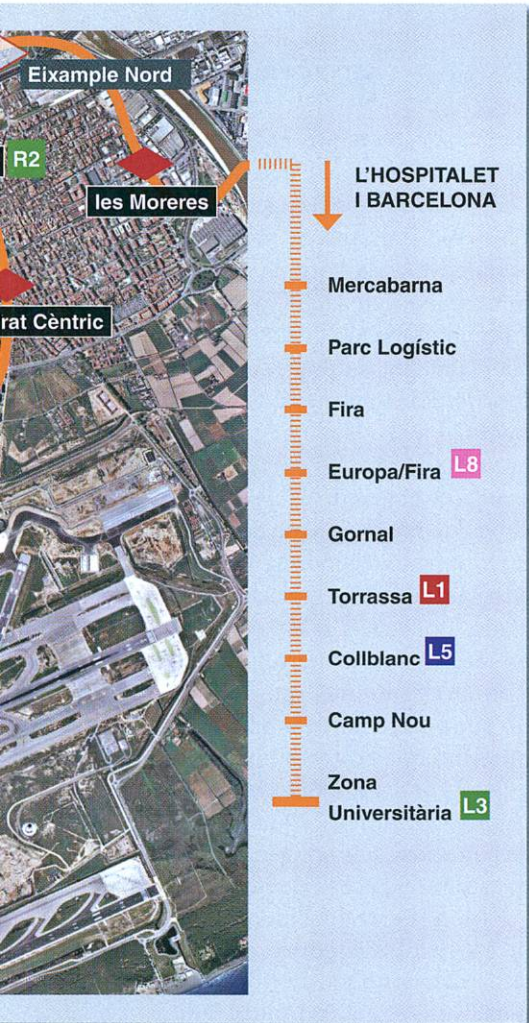 Eixample Nord
R2
les Moreres
rat Cèntric
L'HOSPITALET
I BARCELONA
Mercabarna
Parc Logístic
Fira
Europa/Fira L8
Gornal
Torrassa L1
Collblanc L5
Camp Nou
Zona
Universitària L3